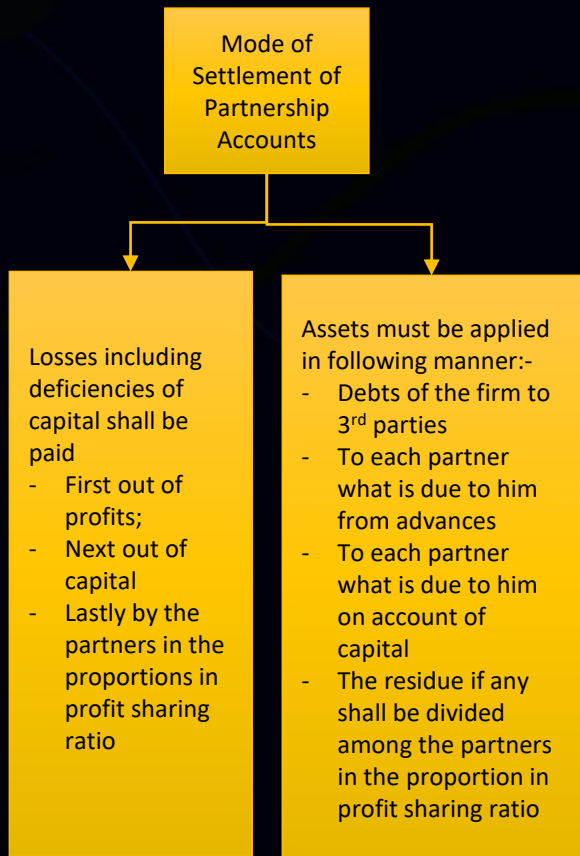 Mode of
Settlement of
Partnership
Accounts
Losses including
deficiencies of
capital shall be
paid
- First out of
profits;
- Next out of
capital
- Lastly by the
partners in the
proportions in
profit sharing
ratio
Assets must be applied
in following manner:-
- Debts of the firm to
3rd parties
- To each partner
what is due to him
from advances
- To each partner
what is due to him
on account of
capital
- The residue if any
shall be divided
among the partners
in the proportion in
profit sharing ratio